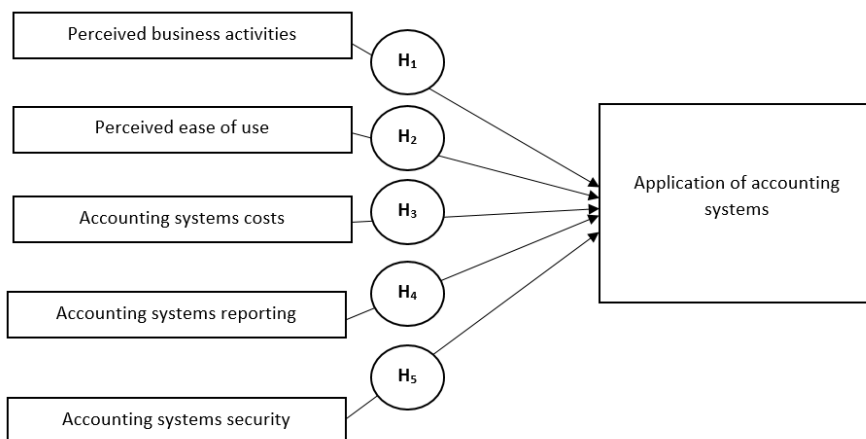 Perceived business activities
H₁
Perceived ease of use
H₂
Accounting systems costs
H₃
Accounting systems reporting
H₄
Accounting systems security
H₅
Application of accounting
systems